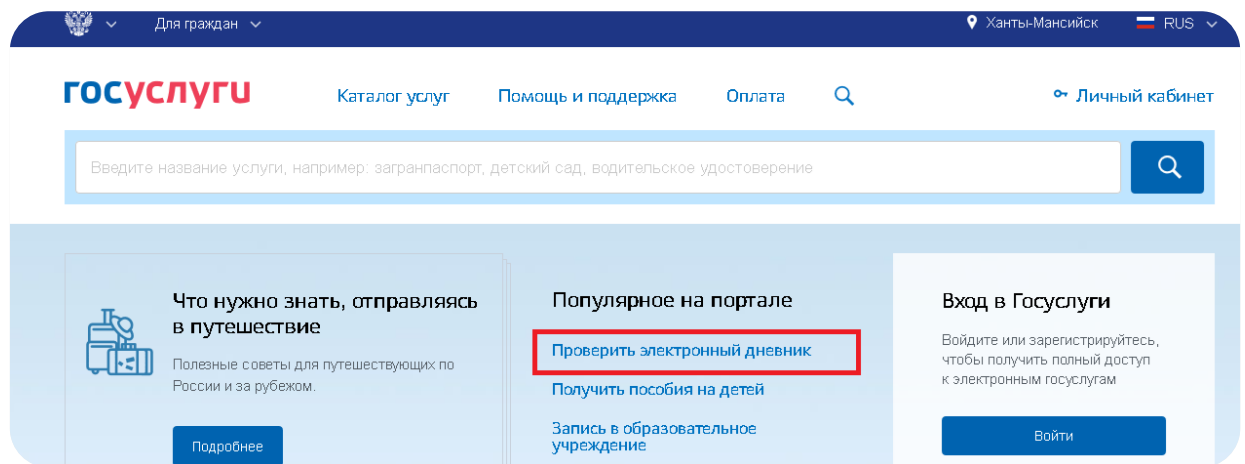 Для граждан
Ханты-Мансийск
RUS
госуслуги
Каталог услуг
Помощь и поддержка
Оплата
Личный кабинет
Введите название услуги, например: загранпаспорт, детский сад, водительское удостоверение
Что нужно знать, отправляясь
в путешествие
Полезные советы для путешествующих по
России и за рубежом.
Подробнее
Популярное на портале
Проверить электронный дневник
Получить пособия на детей
Запись в образовательное
учреждение
Вход в Госуслуги
Войдите или зарегистрируйтесь,
чтобы получить полный доступ
к электронным госуслугам
Войти